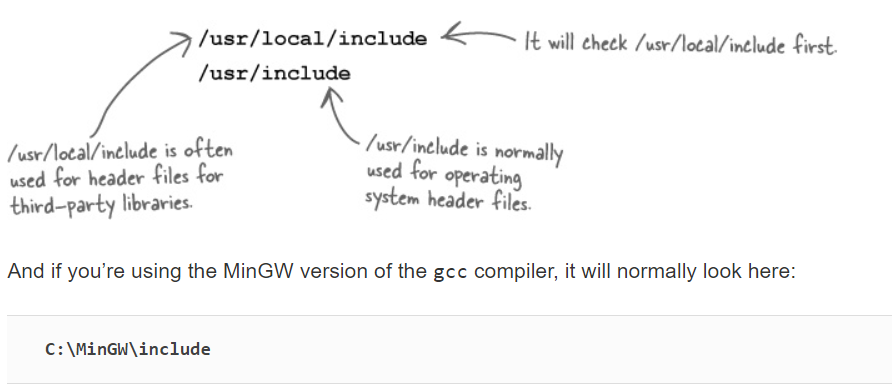 /usr/local/include
It will check /usr/local/include first.
/usr/include
/usr/local/include is often
used for header files for
third-party libraries.
/usr/include is normally
used for operating
system header files.
And if you’re using the MinGW version of the gcc compiler, it will normally look here:
C:\MinGW\include